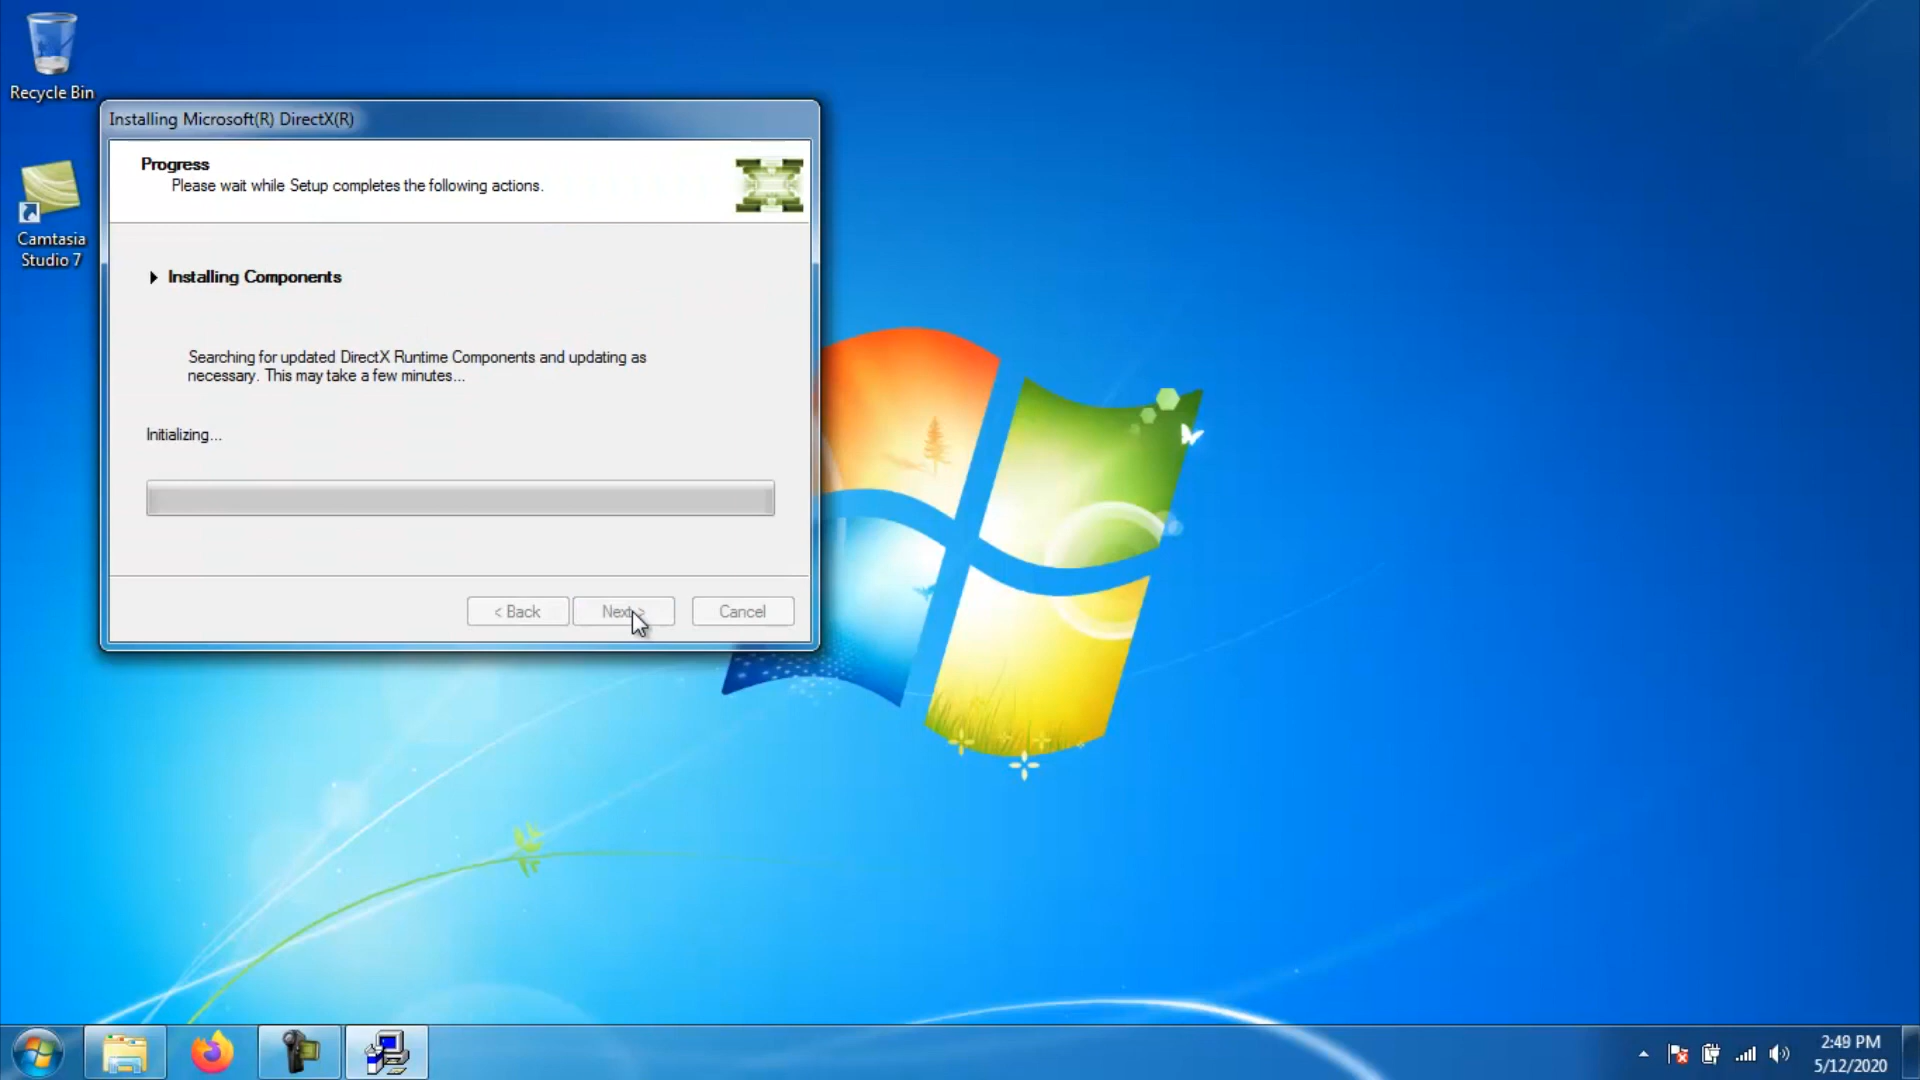 Recycle Bin
Camtasia
Studio 7
Installing Microsoft(R) DirectX(R)
Progress
Please wait while Setup completes the following actions.
Installing Components
Searching for updated DirectX Runtime Components and updating as
necessary. This may take a few minutes...
Initializing...
< Back
Next >
Cancel
2:49 PM
5/12/2020